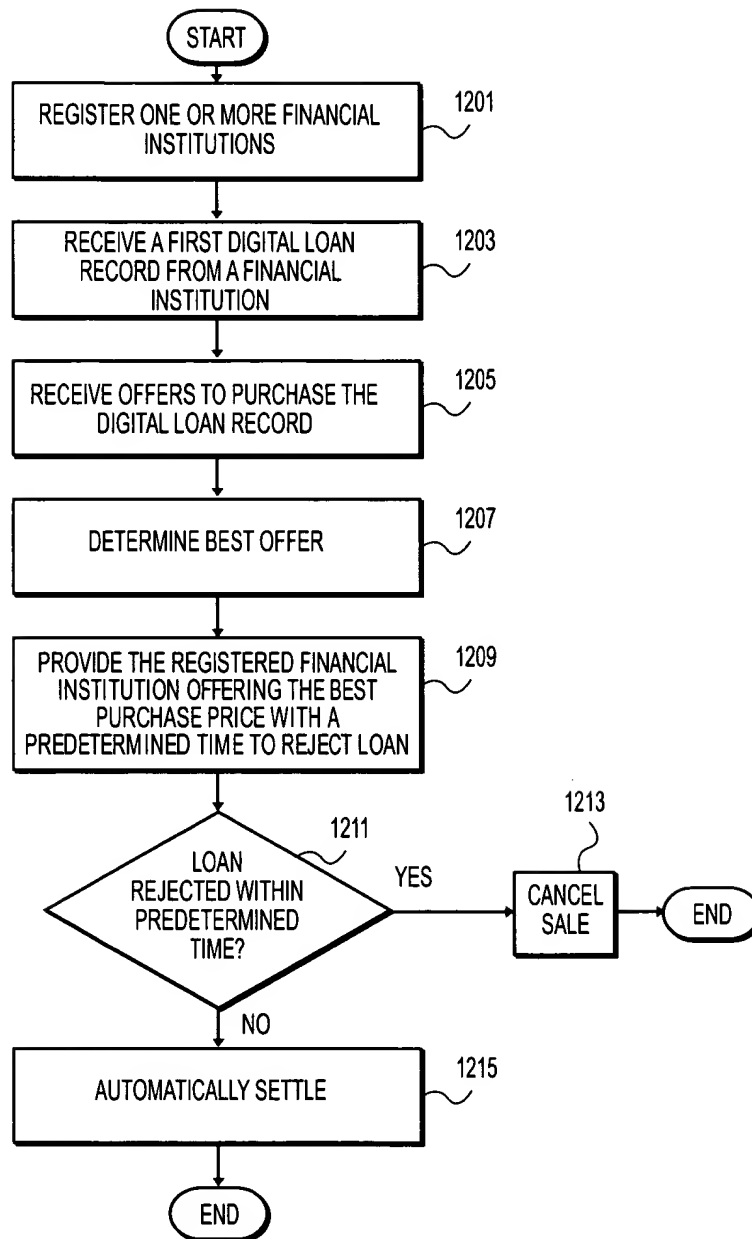 START
REGISTER ONE OR MORE FINANCIAL
INSTITUTIONS
1201
RECEIVE A FIRST DIGITAL LOAN
RECORD FROM A FINANCIAL
INSTITUTION
1203
RECEIVE OFFERS TO PURCHASE THE
DIGITAL LOAN RECORD
1205
DETERMINE BEST OFFER
1207
PROVIDE THE REGISTERED FINANCIAL
INSTITUTION OFFERING THE BEST
PURCHASE PRICE WITH A
PREDETERMINED TIME TO REJECT LOAN
1209
LOAN
REJECTED WITHIN
PREDETERMINED
TIME?
1211
YES
CANCEL
SALE
1213
END
NO
AUTOMATICALLY SETTLE
1215
END